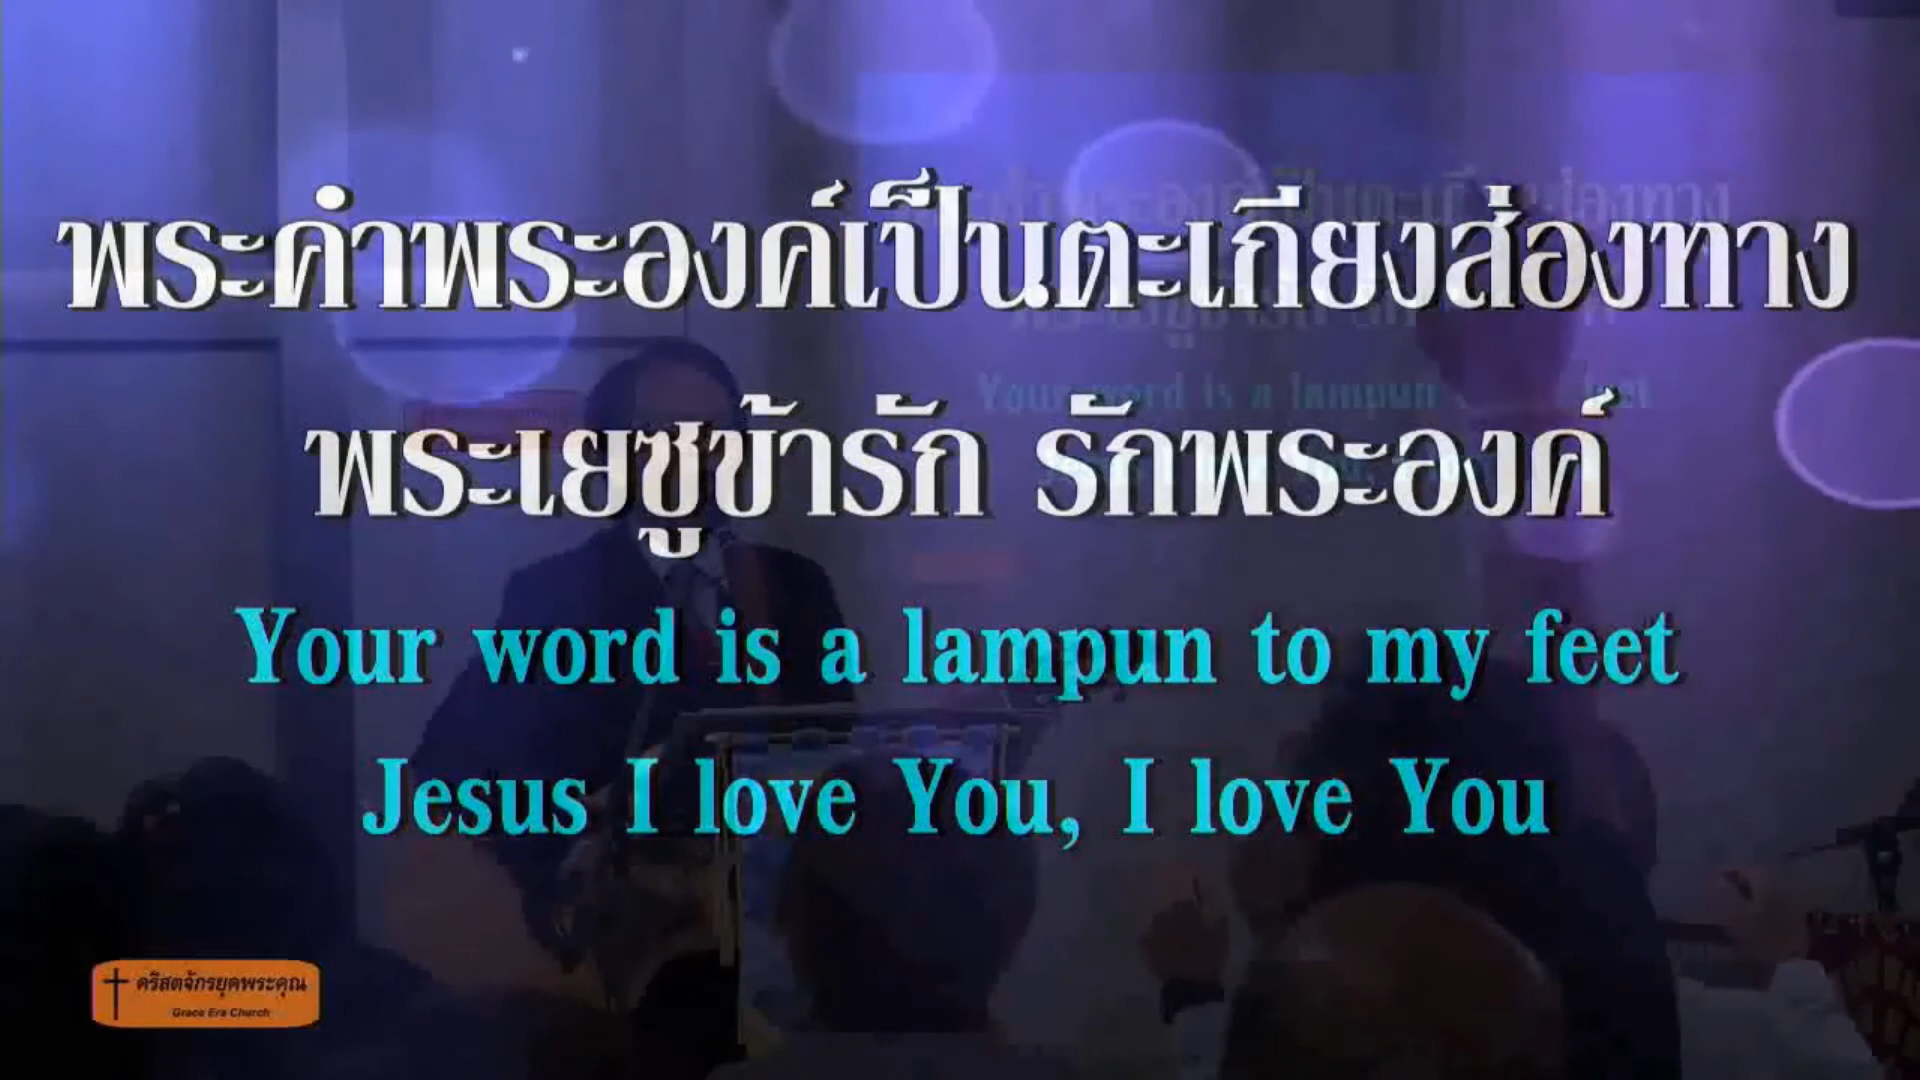 พระคำพระองค์เป็นตะเกียงส่องทาง
พระเยซูข้ารัก รักพระองค์
Your word is a lampun to my feet
Jesus I love You, I love You
คริสตจักรยุคพระคุณ
Grace Era Church